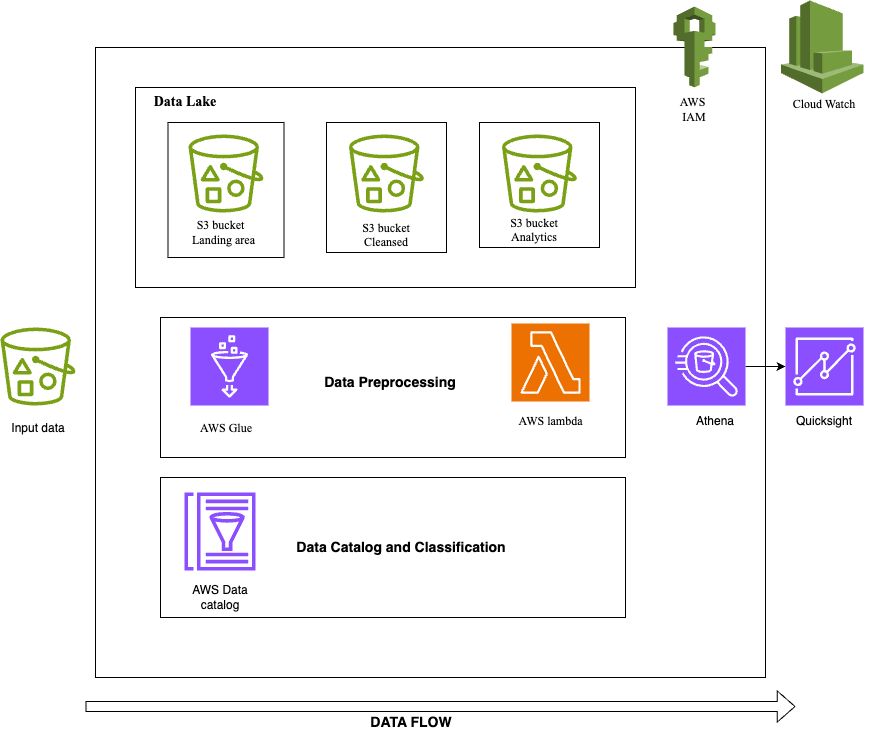 AWS
IAM
Cloud Watch
Data Lake
S3 bucket
Landing area
S3 bucket
Cleansed
S3 bucket
Analytics
Input data
AWS Glue
Data Preprocessing
AWS lambda
Athena
Quicksight
AWS Data
catalog
Data Catalog and Classification
DATA FLOW